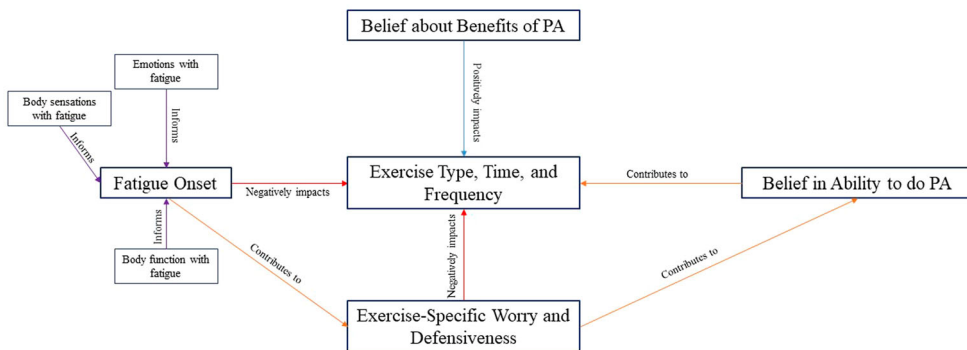 Belief about Benefits of PA
Positively impacts
Emotions with
fatigue
Informs
Body sensations
with fatigue
Informs
Fatigue Onset
Negatively impacts
Exercise Type, Time, and
Frequency
Contributes to
Belief in Ability to do PA
Informs
Body function with
fatigue
Contributes to
Negatively impacts
Contributes to
Exercise-Specific Worry and
Defensiveness